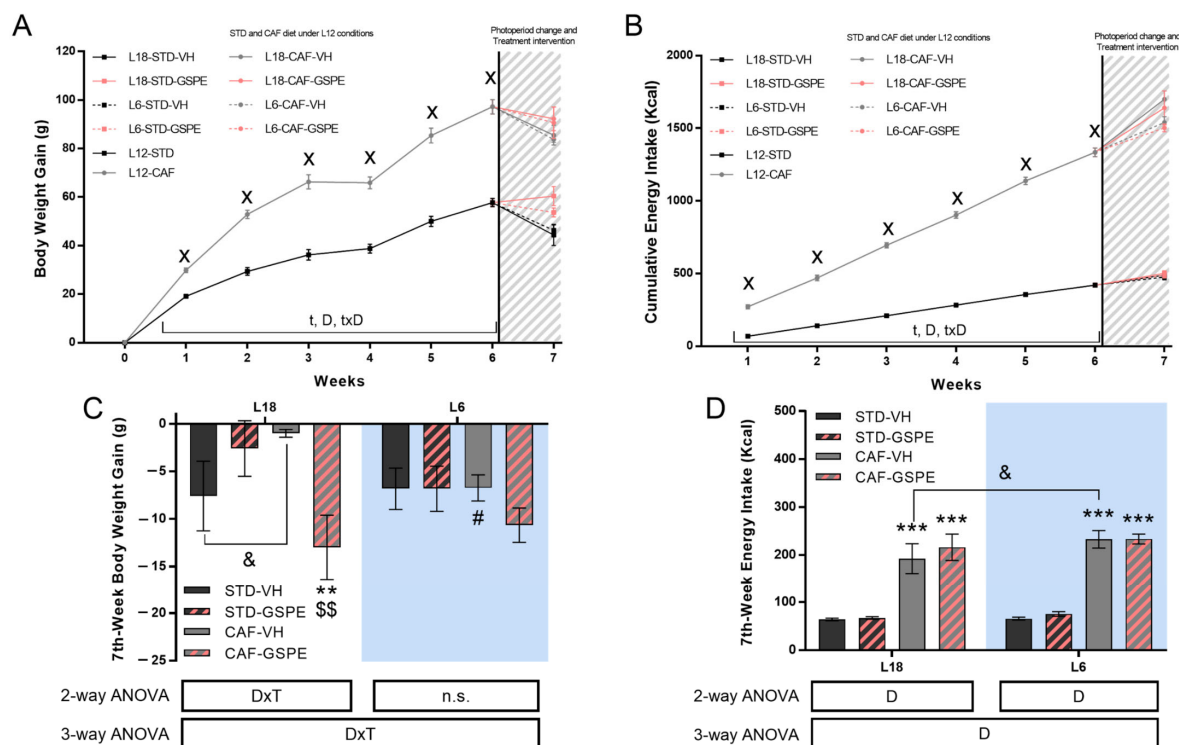 A
STD and CAF diet under L12 conditions
Photoperiod change and
Treatment intervention
120
100
80
60
40
20
0
Body Weight Gain (g)
L18-STD-VH
L18-STD-GSPE
L6-STD-VH
L6-STD-GSPE
L12-STD
L12-CAF
L18-CAF-VH
L18-CAF-GSPE
L6-CAF-VH
L6-CAF-GSPE
X X X X X X
t, D, txD
0 1 2 3 4 5 6 7
Weeks
B
STD and CAF diet under L12 conditions
Photoperiod change and
Treatment intervention
2000
1500
1000
500
0
Cumulative Energy Intake (Kcal)
L18-STD-VH
L18-STD-GSPE
L6-STD-VH
L6-STD-GSPE
L12-STD
L12-CAF
L18-CAF-VH
L18-CAF-GSPE
L6-CAF-VH
L6-CAF-GSPE
X X X X X X
t, D, txD
1 2 3 4 5 6 7
Weeks
C
L18 L6
0
−5
−10
−15
−20
−25
7th-Week Body Weight Gain (g)
&
**
$$
#
STD-VH
STD-GSPE
CAF-VH
CAF-GSPE
2-way ANOVA DxT n.s.
3-way ANOVA DxT
D
500
400
300
200
100
0
7th-Week Energy Intake (Kcal)
STD-VH
STD-GSPE
CAF-VH
CAF-GSPE
&
*** *** *** ***
L18 L6
2-way ANOVA D D
3-way ANOVA D